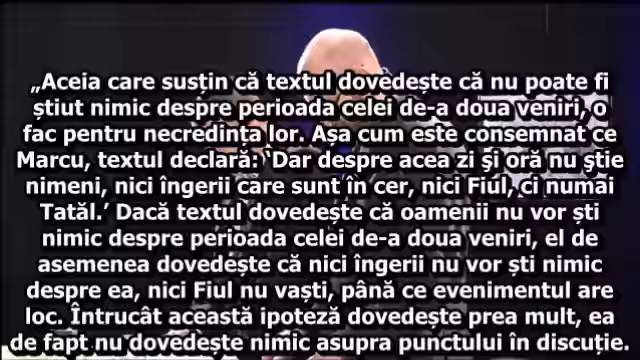 „Aceia care susțin că textul dovedește că nu poate fi
știut nimic despre perioada celei de-a doua veniri, o
fac pentru necredinta lor. Așa cum este consemnat ce
Marcu, textul declară: ‘Dar despre acea zi şi oră nu ştie
nimeni, nici îngerii care sunt în cer, nici Fiul, ci numai
Tatăl.’ Dacă textul dovedește că oamenii nu vor ști
nimic despre perioada celei de-a doua veniri, el de
asemenea dovedește că nici îngerii nu vor ști nimic
despre ea, nici Fiul nu vaști, până ce evenimentul are
loc. Întrucât această ipoteză dovedește prea mult, ea
de fapt nu dovedește nimic asupra punctului în discuție.